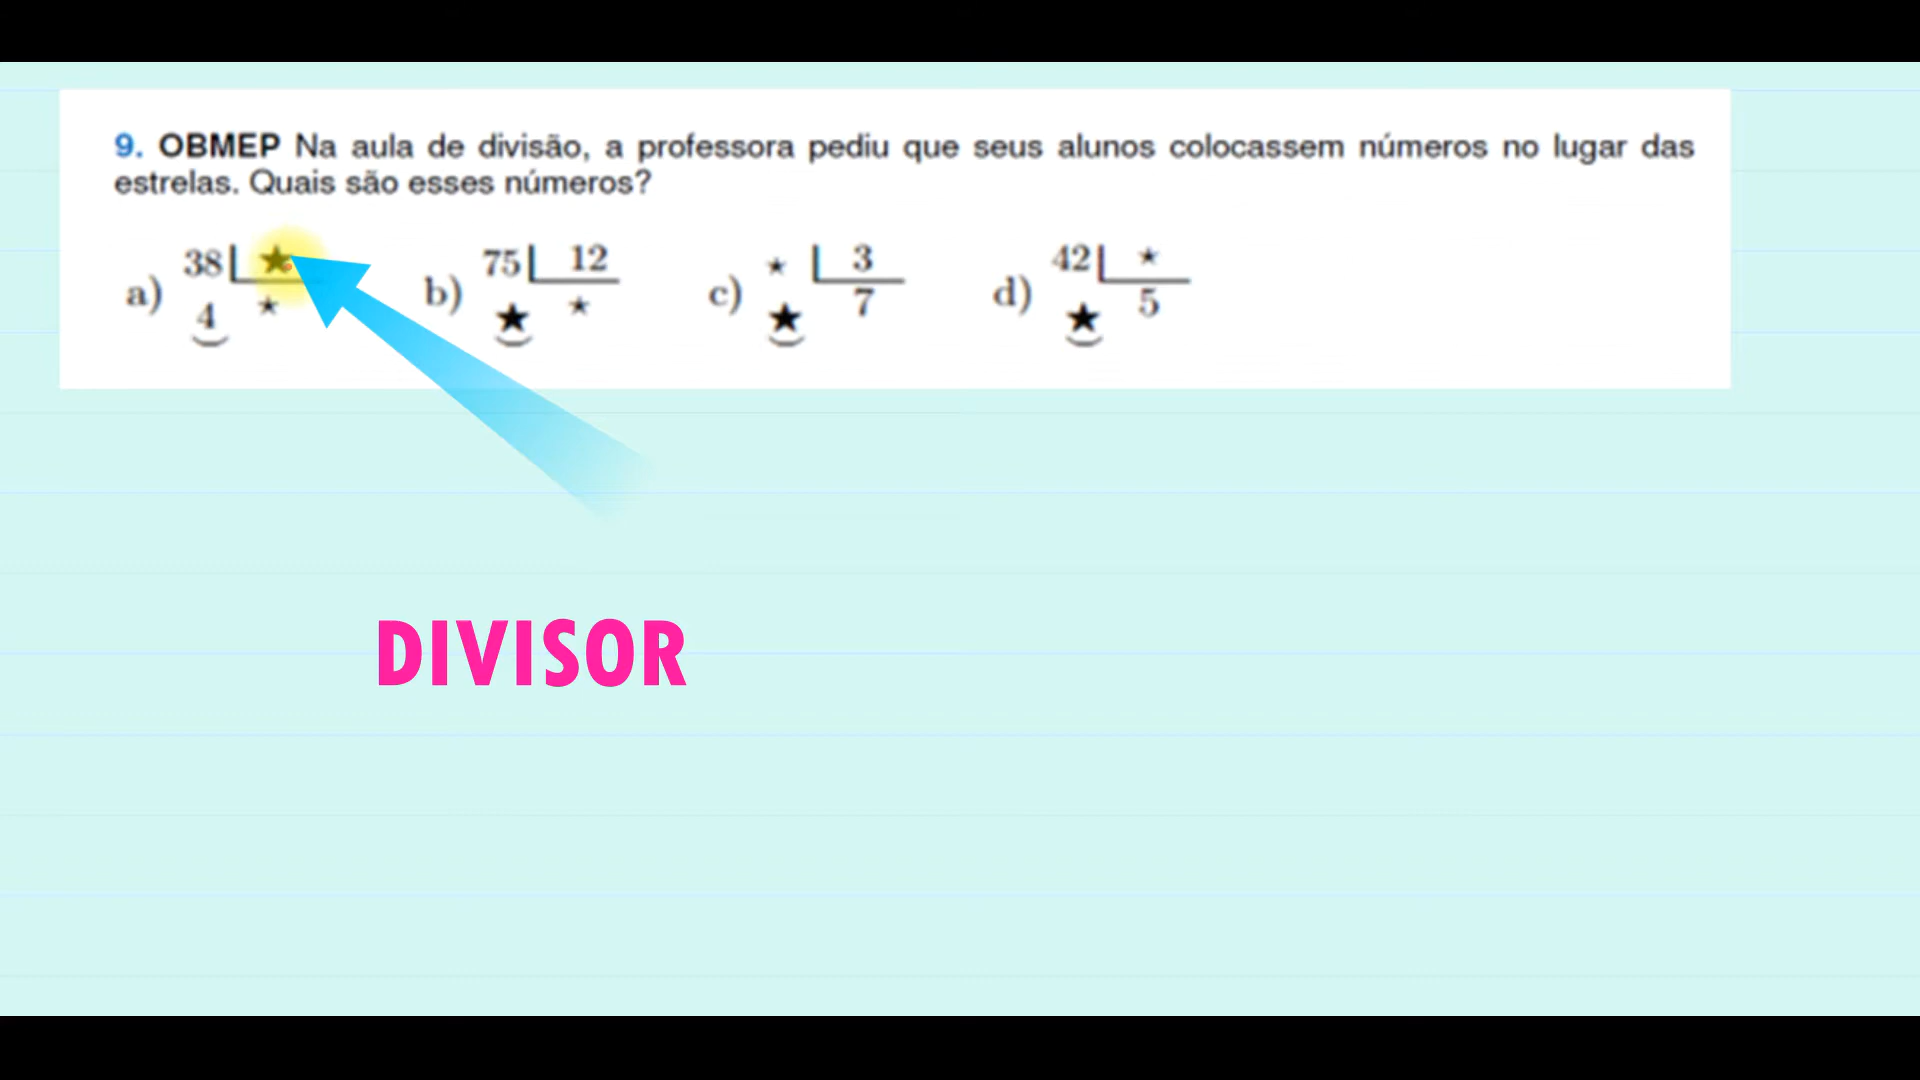 9. OBMEP Na aula de divisão, a professora pediu que seus alunos colocassem números no lugar das
estrelas. Quais são esses números?
a) 38 ★ 4 ★
b) 75 12 ★ ★
c) ★ 3 ★ 7
d) 42 ★ ★ 5
DIVISOR